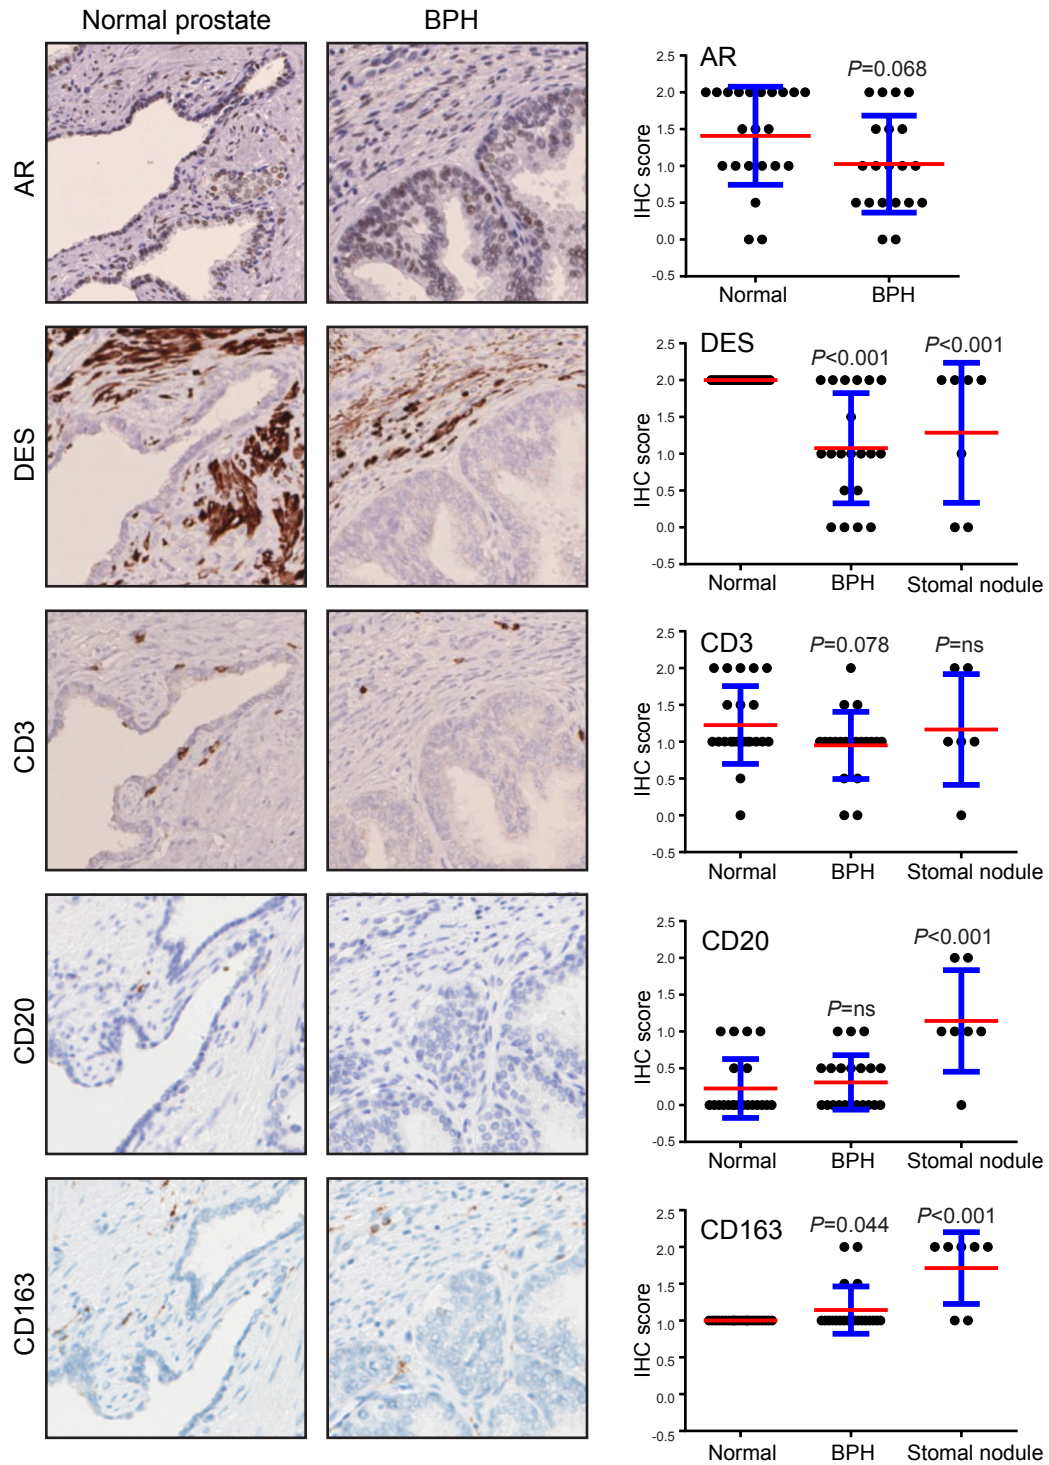 Normal prostate
BPH
AR
DES
CD3
CD20
CD163
AR
P=0.068
IHC score
2.5
2.0
1.5
1.0
0.5
0.0
-0.5
Normal
BPH
DES
P<0.001
P<0.001
IHC score
2.5
2.0
1.5
1.0
0.5
0.0
-0.5
Normal
BPH
Stomal nodule
CD3
P=0.078
P=ns
IHC score
2.5
2.0
1.5
1.0
0.5
0.0
-0.5
Normal
BPH
Stomal nodule
CD20
P=ns
P<0.001
IHC score
2.5
2.0
1.5
1.0
0.5
0.0
-0.5
Normal
BPH
Stomal nodule
CD163
P=0.044
P<0.001
IHC score
2.5
2.0
1.5
1.0
0.5
0.0
-0.5
Normal
BPH
Stomal nodule